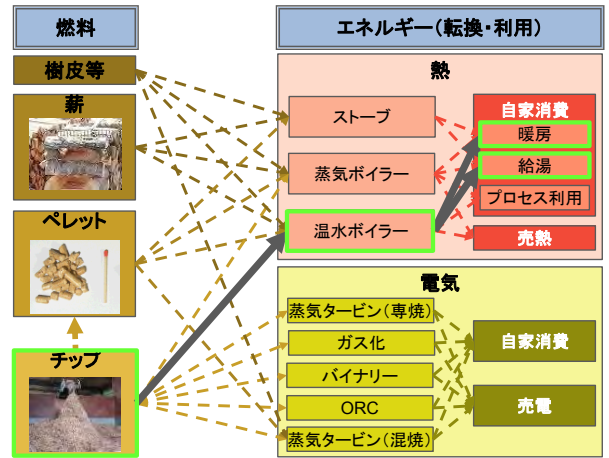 燃料
エネルギー（転換・利用）
樹皮等
薪
ペレット
チップ
熱
ストーブ
蒸気ボイラー
温水ボイラー
自家消費
暖房
給湯
プロセス利用
売熱
電気
蒸気タービン（専焼）
ガス化
バイナリー
ORC
蒸気タービン（混焼）
自家消費
売電